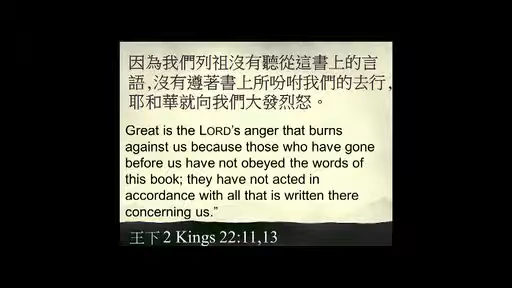 因為我們列祖沒有聽從這書上的言
語,沒有遵著書上所吩咐我們的去行,
耶和華就向我們大發烈怒。
Great is the LORD's anger that burns
against us because those who have gone
before us have not obeyed the words of
this book; they have not acted in
accordance with all that is written there
concerning us.”
王下 2 Kings 22:11,13